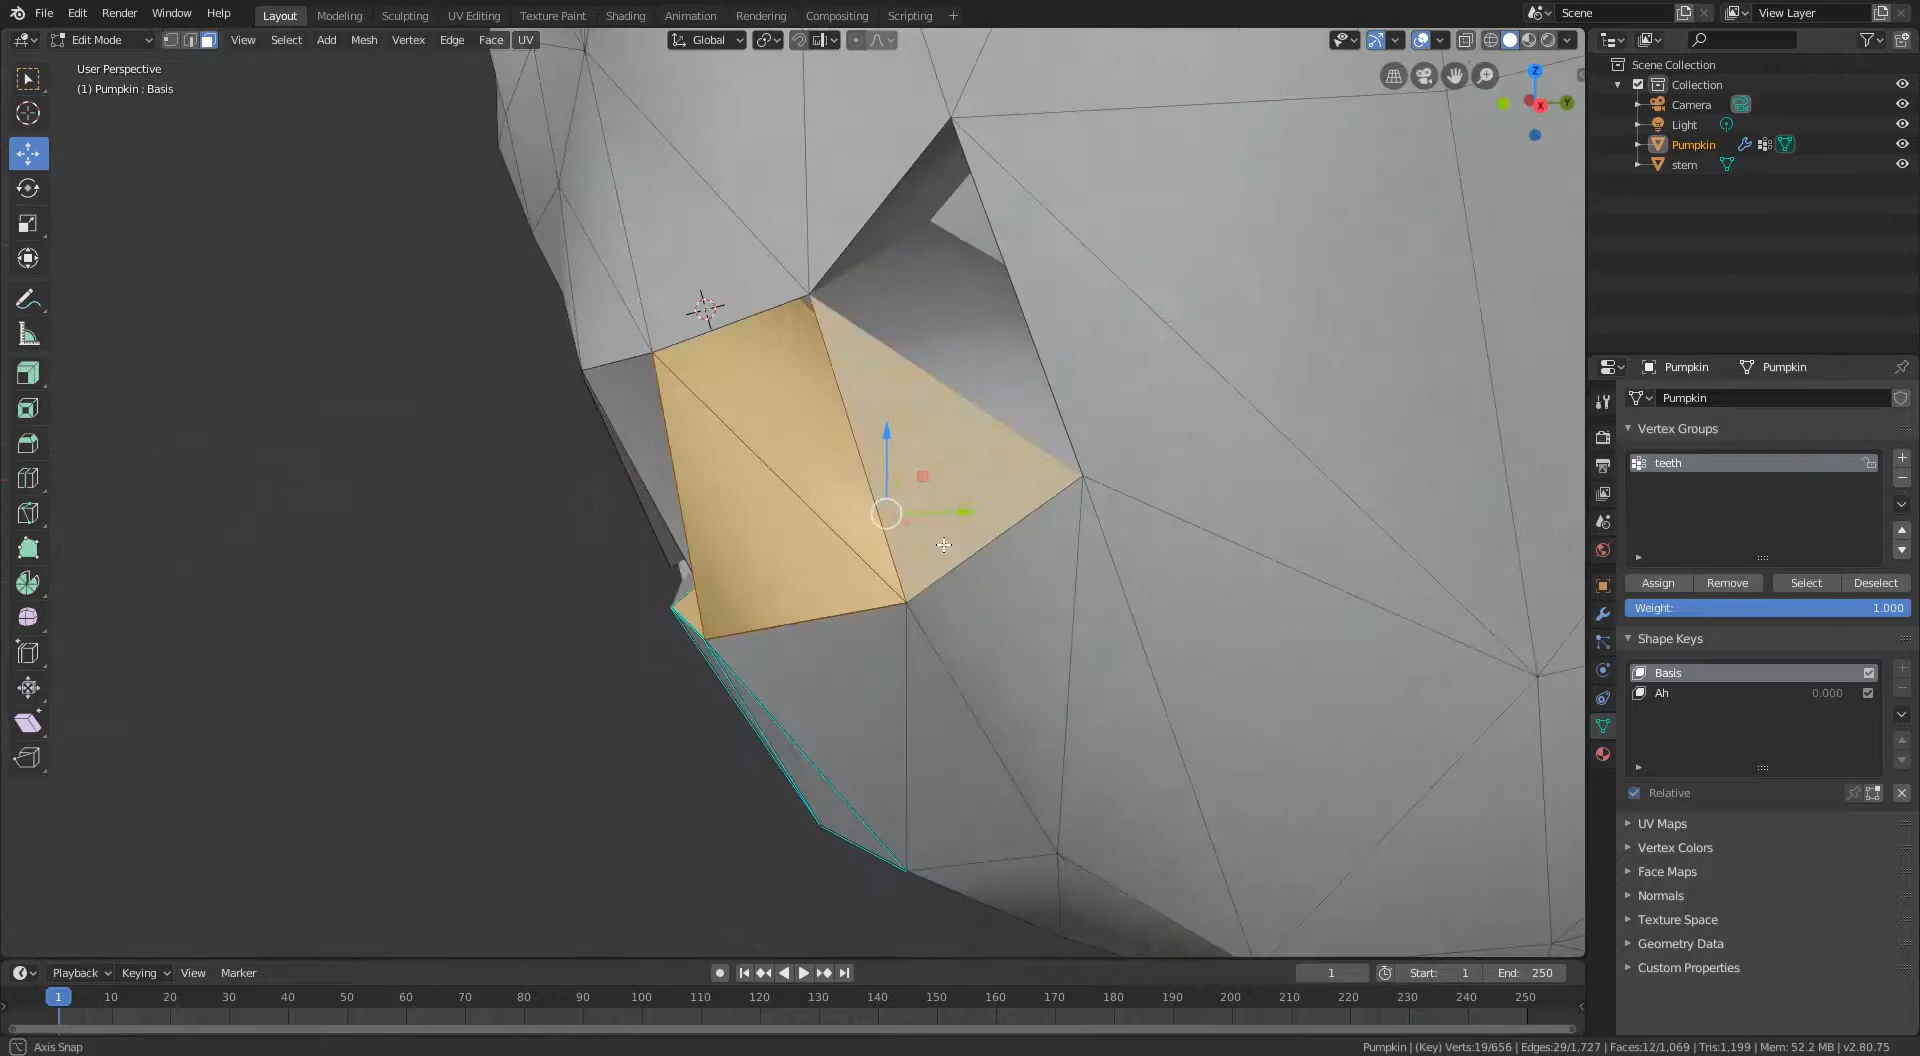 File Edit Render Window Help Layout Modeling Sculpting UV Editing Texture Paint Shading Animation Rendering Compositing Scripting + Scene View Layer
Edit Mode View Select Add Mesh Vertex Edge Face UV Global
User Perspective
(1) Pumpkin : Basis
Z
X
Y
Scene Collection
Collection
Camera
Light
Pumpkin
stem
Pumpkin Pumpkin
Pumpkin
Vertex Groups
teeth
Assign Remove Select Deselect
Weight: 1.000
Shape Keys
Basis
Ah 0.000
Relative
UV Maps
Vertex Colors
Face Maps
Normals
Texture Space
Geometry Data
Custom Properties
Playback Keying View Marker 1 Start: 1 End: 250
1 10 20 30 40 50 60 70 80 90 100 110 120 130 140 150 160 170 180 190 200 210 220 230 240 250
Axis Snap Pumpkin | (Key) Verts:19/656 | Edges:29/1,727 | Faces:12/1,069 | Tris:1,199 | Mem: 52.2 MB | v2.80.75